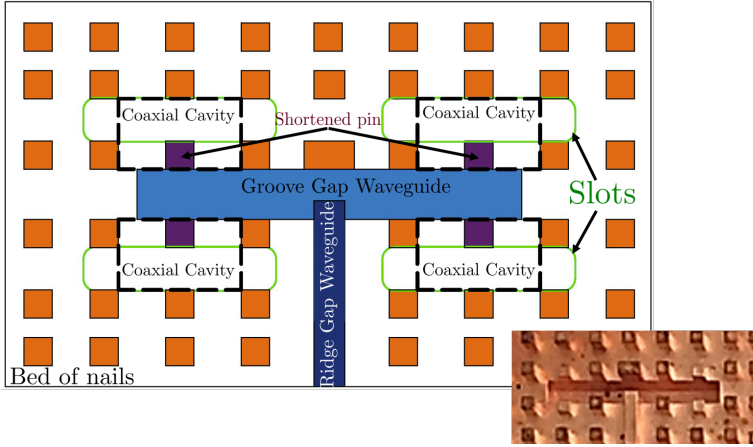 Coaxial Cavity
Coaxial Cavity
Shortened pin
Groove Gap Waveguide
Slots
Ridge Gap Waveguide
Coaxial Cavity
Coaxial Cavity
Bed of nails